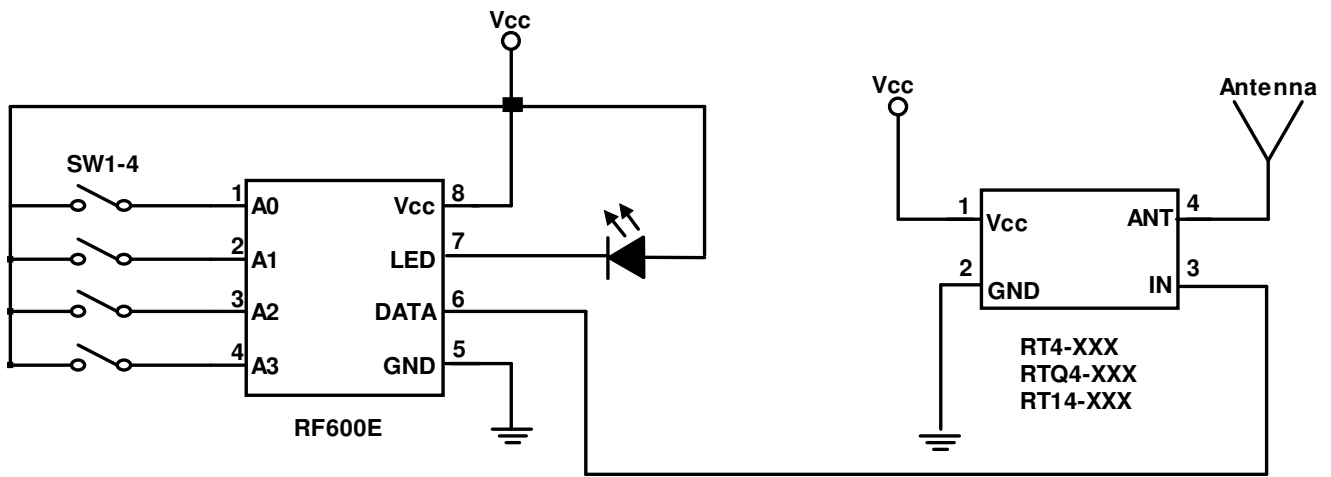 Vcc
Vcc
Antenna
SW1-4
1 A0
2 A1
3 A2
4 A3
Vcc 8
LED 7
DATA 6
GND 5
RF600E
1 Vcc
2 GND
ANT 4
IN 3
RT4-XXX
RTQ4-XXX
RT14-XXX